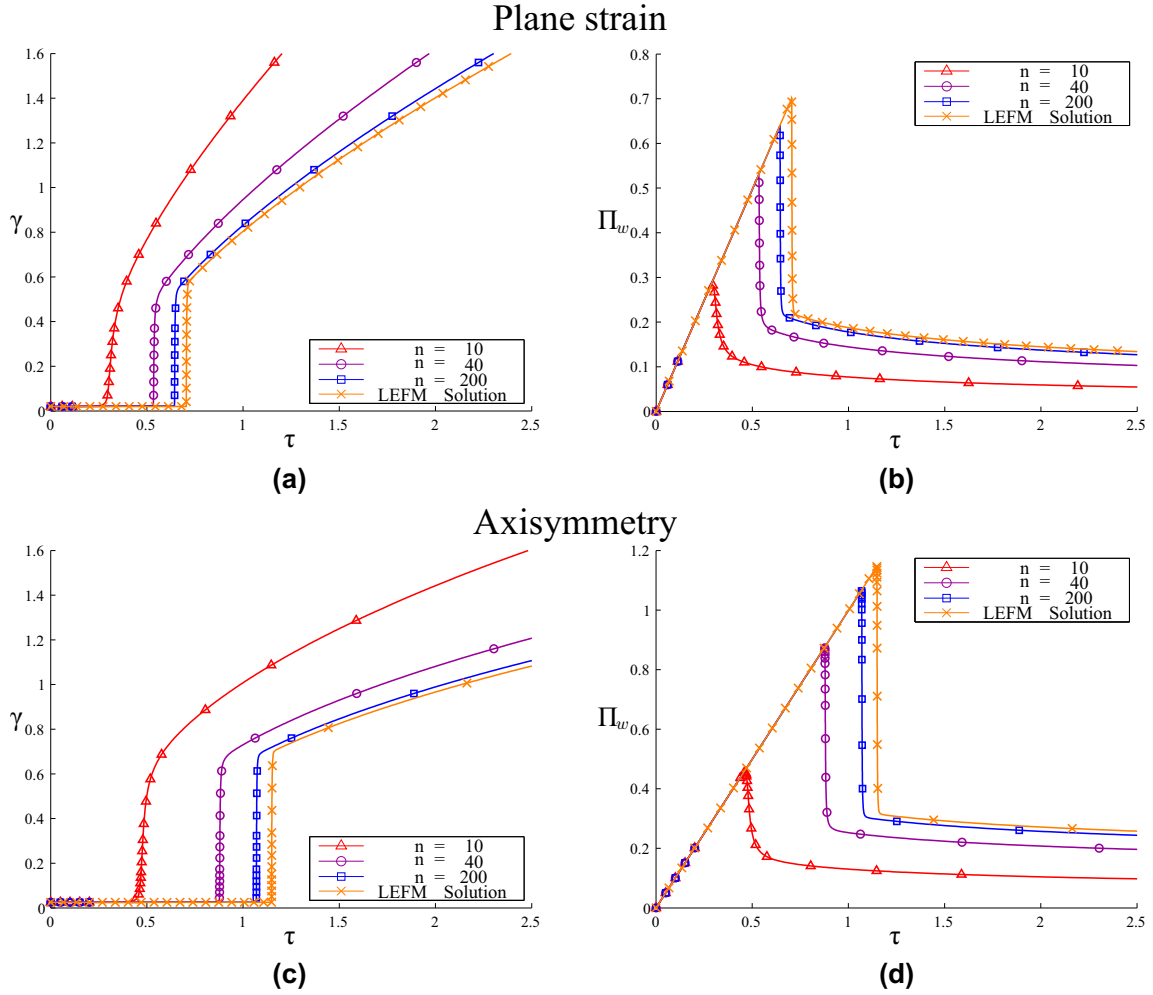 Plane strain
1.6
1.4
1.2
1
0.8
0.6
0.4
0.2
0
γ
0 0.5 1 1.5 2 2.5
τ
n = 10
n = 40
n = 200
LEFM Solution
(a)
0.8
0.7
0.6
0.5
0.4
0.3
0.2
0.1
0
Πw
0 0.5 1 1.5 2 2.5
τ
n = 10
n = 40
n = 200
LEFM Solution
(b)
Axisymmetry
1.6
1.4
1.2
1
0.8
0.6
0.4
0.2
0
γ
0 0.5 1 1.5 2 2.5
τ
n = 10
n = 40
n = 200
LEFM Solution
(c)
1.2
1
0.8
0.6
0.4
0.2
0
Πw
0 0.5 1 1.5 2 2.5
τ
n = 10
n = 40
n = 200
LEFM Solution
(d)